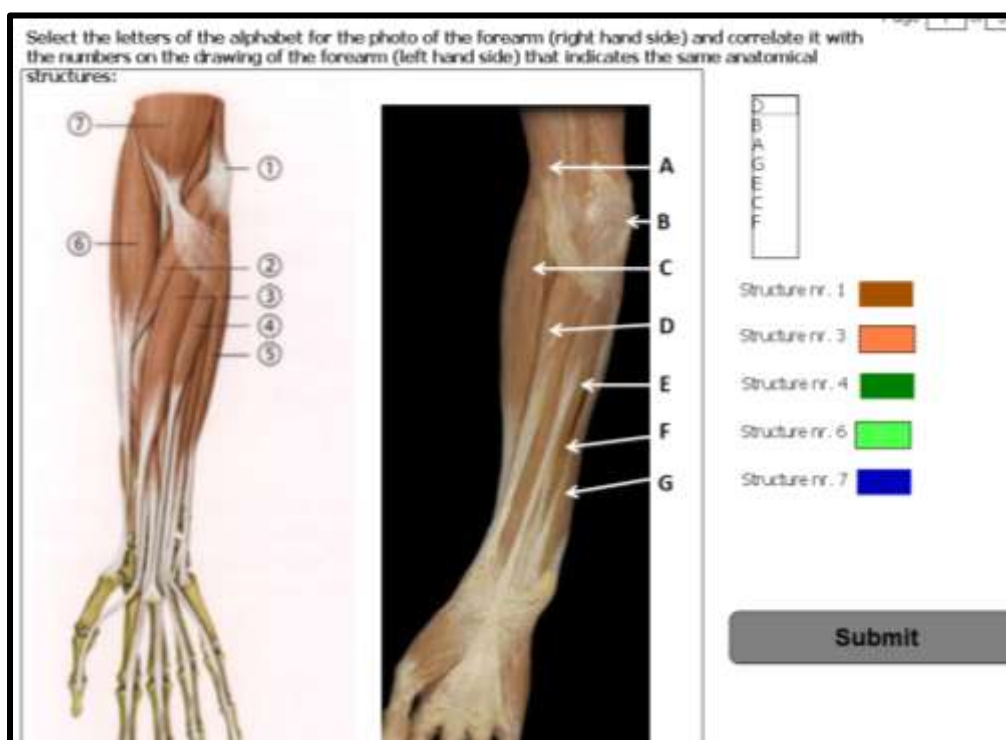 Select the letters of the alphabet for the photo of the forearm (right hand side) and correlate it with
the numbers on the drawing of the forearm (left hand side) that indicates the same anatomical
structures:
7
1
6
2
3
4
5
A
B
C
D
E
F
G
D
B
A
G
E
C
F
Structure nr. 1
Structure nr. 3
Structure nr. 4
Structure nr. 6
Structure nr. 7
Submit